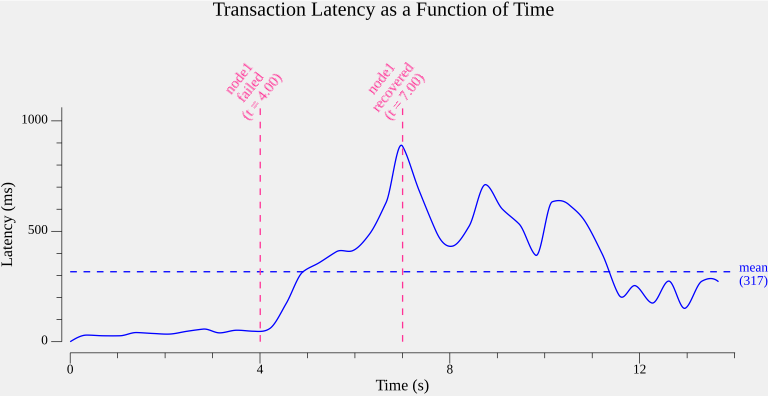 Transaction Latency as a Function of Time
node1
failed
(t = 4.00)
node1
recovered
(t = 7.00)
1000
500
0
Latency (ms)
mean
(317)
0
4
8
12
Time (s)